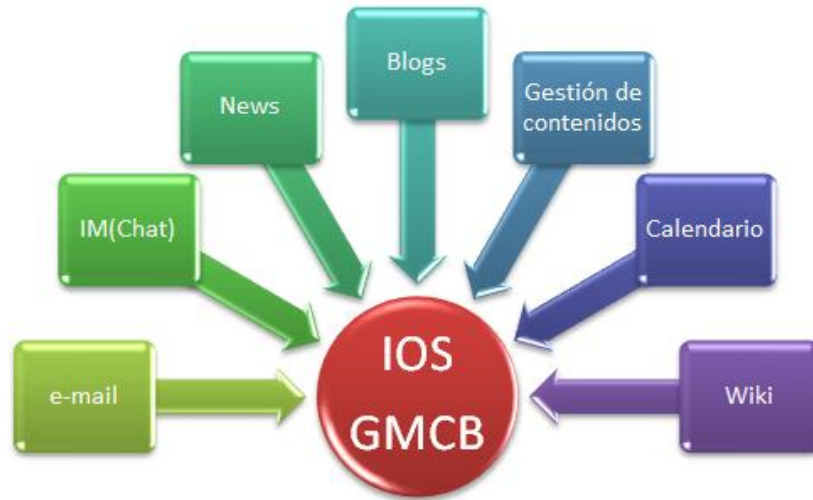 Blogs
News
Gestión de
contenidos
IM(Chat)
Calendario
e-mail
IOS
GMCB
Wiki